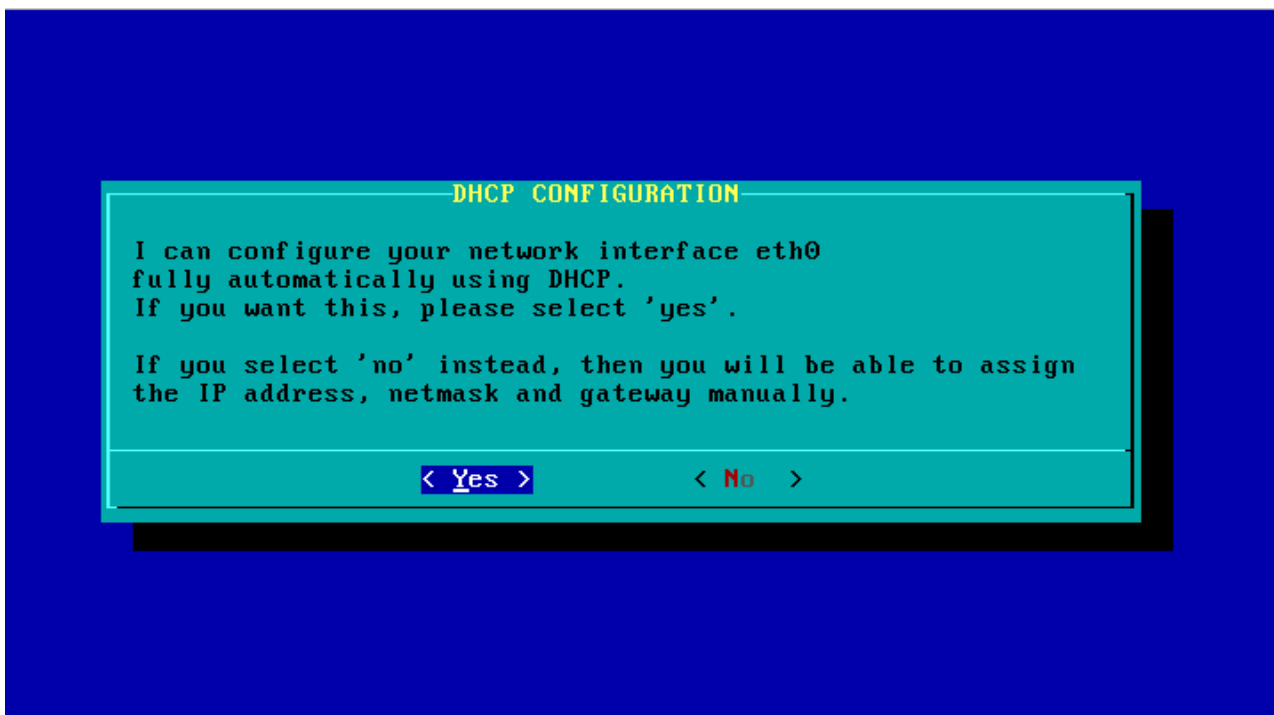 DHCP CONFIGURATION
I can configure your network interface eth0
fully automatically using DHCP.
If you want this, please select 'yes'.
If you select 'no' instead, then you will be able to assign
the IP address, netmask and gateway manually.
< Yes > < No >